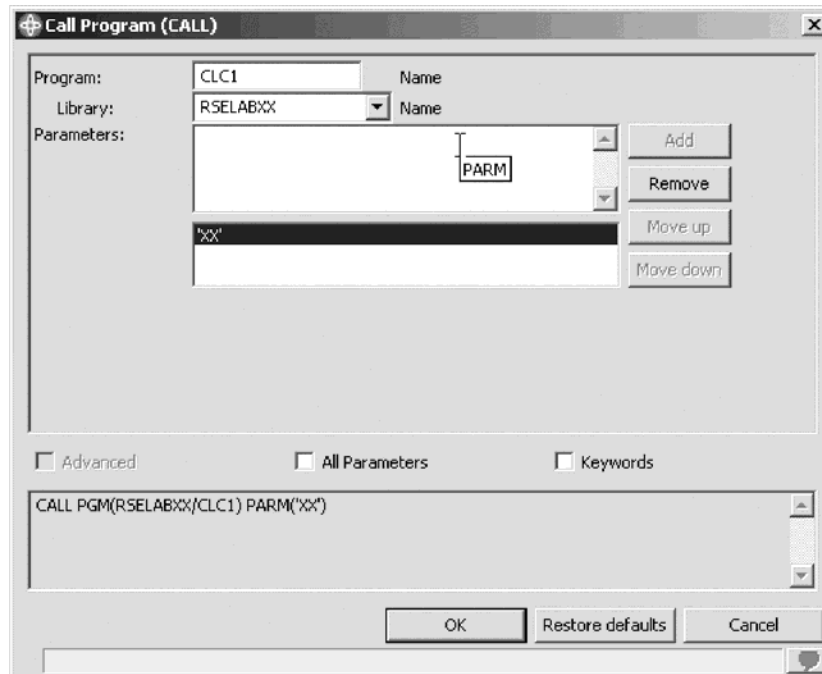 Call Program (CALL)
Program: CLC1 Name
Library: RSELABXX Name
Parameters:
PARM
Add
Remove
'XX'
Move up
Move down
Advanced All Parameters Keywords
CALL PGM(RSELABXX/CLC1) PARM('XX')
OK Restore defaults Cancel